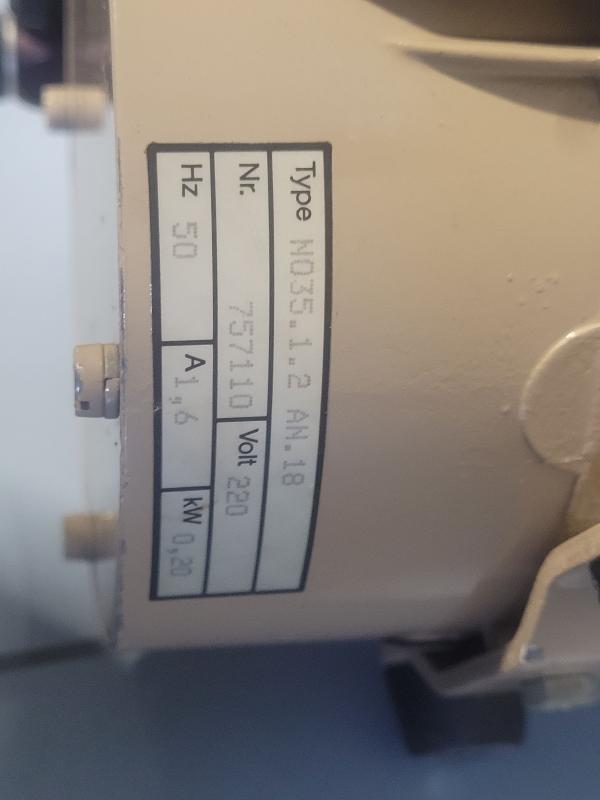 Type N035.1.2 AN.18
Nr. 757110 Volt 220
Hz 50 A 1,6 kW 0,20